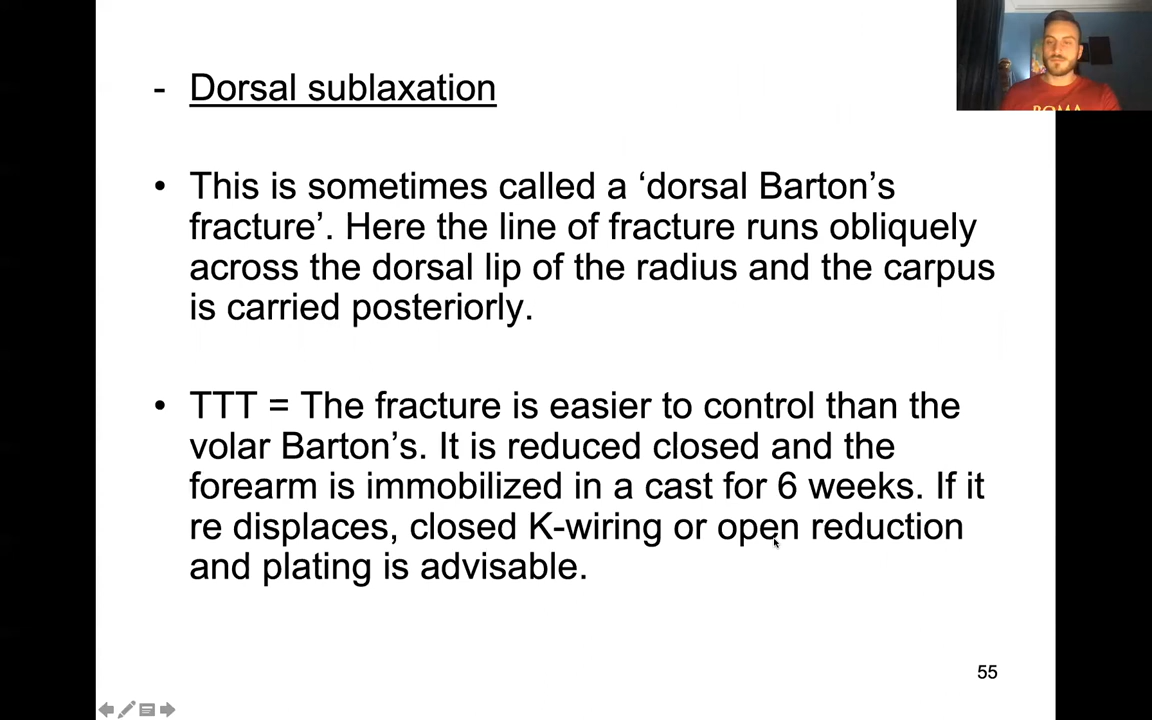 - Dorsal sublaxation
• This is sometimes called a ‘dorsal Barton’s
fracture’. Here the line of fracture runs obliquely
across the dorsal lip of the radius and the carpus
is carried posteriorly.
• TTT = The fracture is easier to control than the
volar Barton’s. It is reduced closed and the
forearm is immobilized in a cast for 6 weeks. If it
re displaces, closed K-wiring or open reduction
and plating is advisable.
55
ROMA